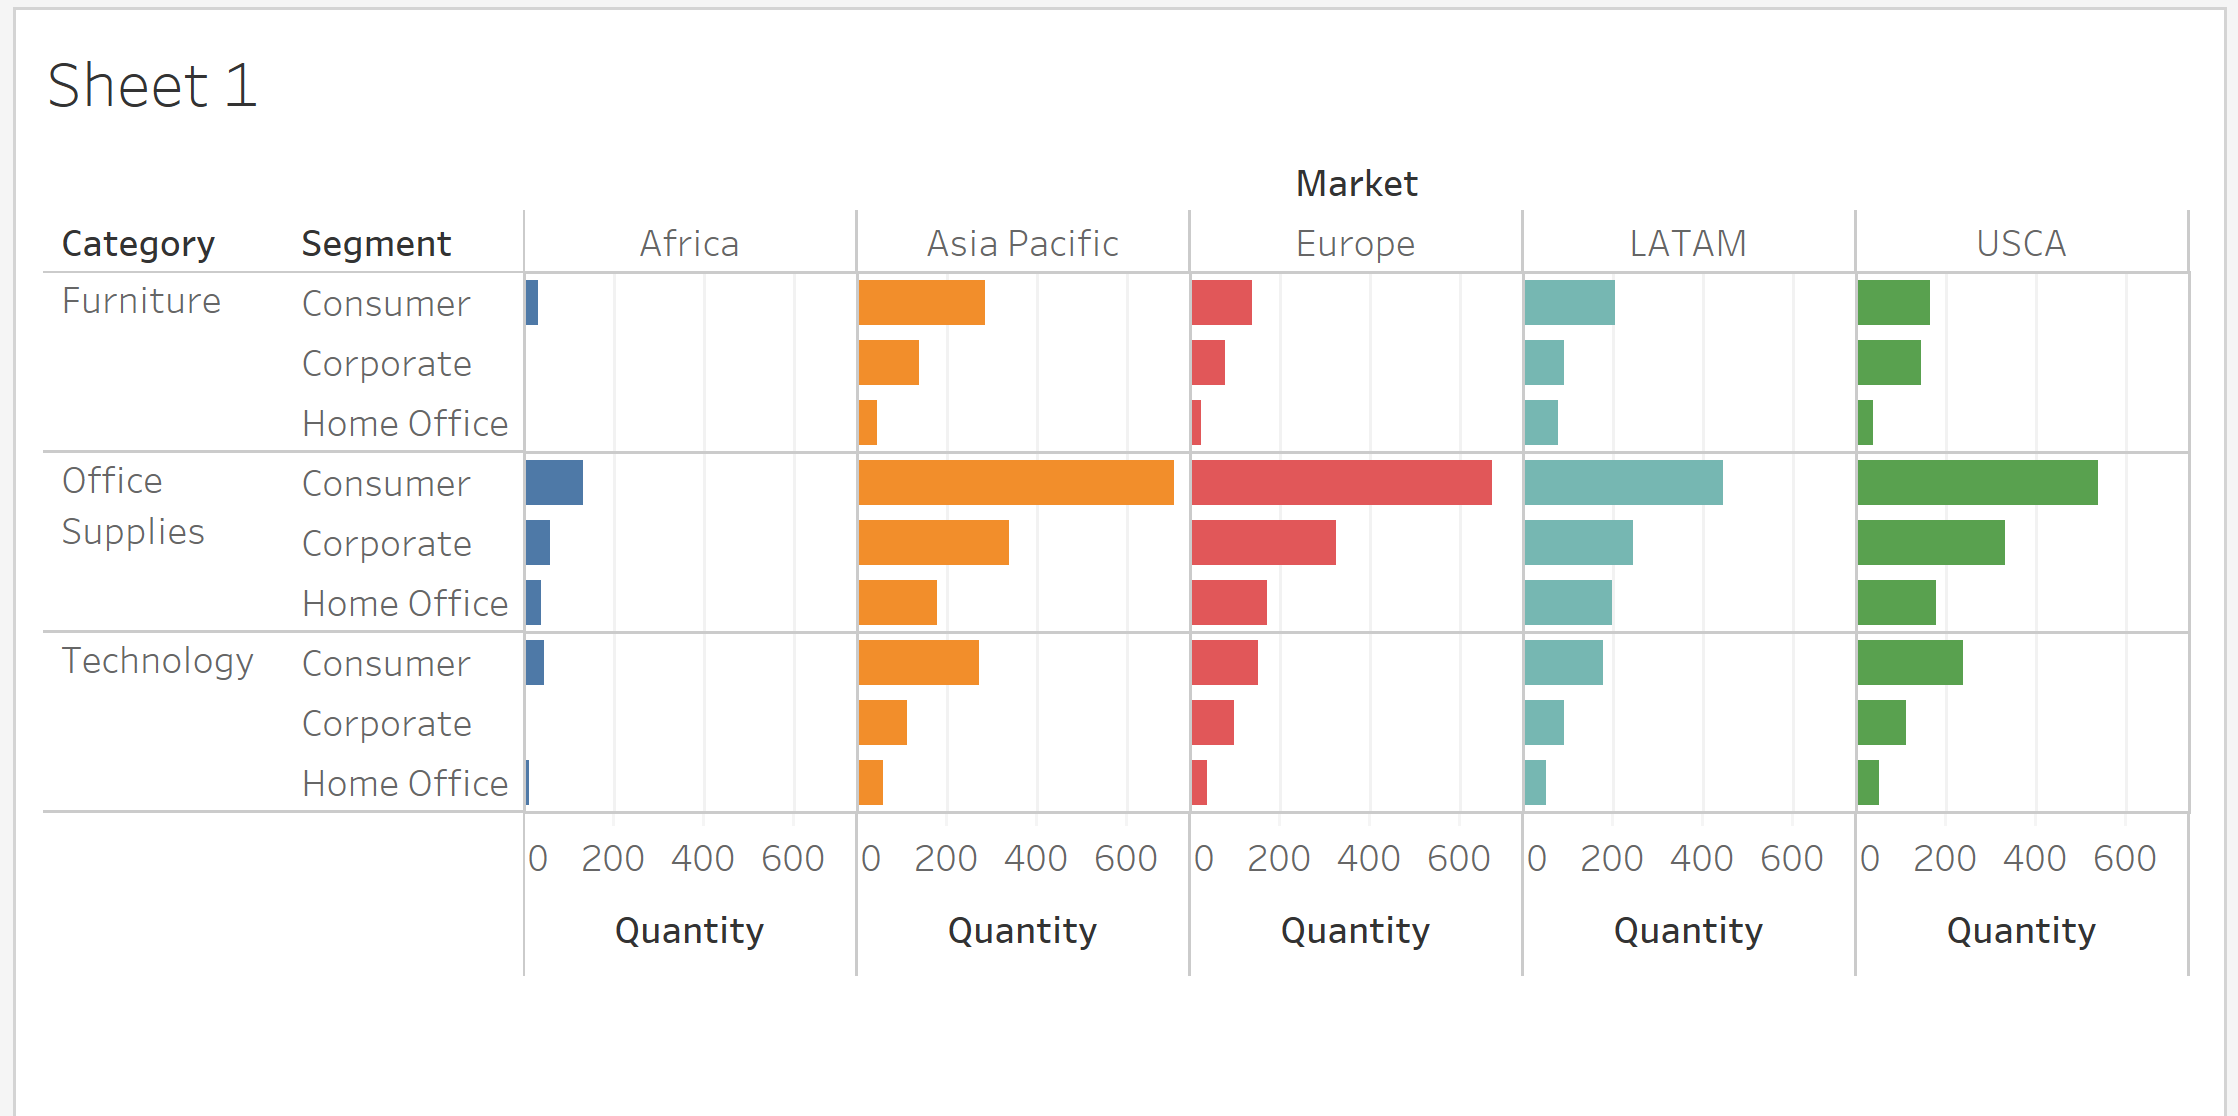 Sheet 1
Market
Category Segment Africa Asia Pacific Europe LATAM USCA
Furniture Consumer
Corporate
Home Office
Office Supplies Consumer
Corporate
Home Office
Technology Consumer
Corporate
Home Office
0 200 400 600 0 200 400 600 0 200 400 600 0 200 400 600 0 200 400 600
Quantity Quantity Quantity Quantity Quantity